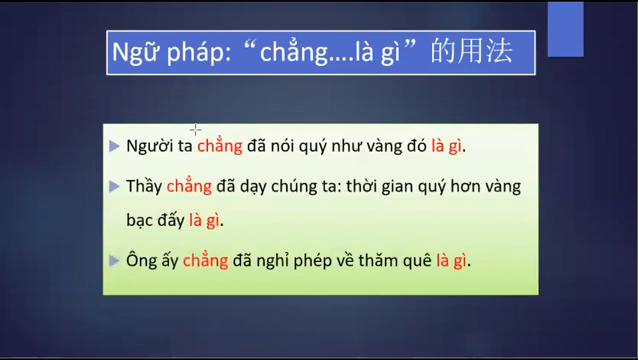 Ngữ pháp: “chẳng....là gì” 的用法
Người ta chẳng đã nói quý như vàng đó là gì.
Thầy chẳng đã dạy chúng ta: thời gian quý hơn vàng
bạc đấy là gì.
Ông ấy chẳng đã nghỉ phép về thăm quê là gì.